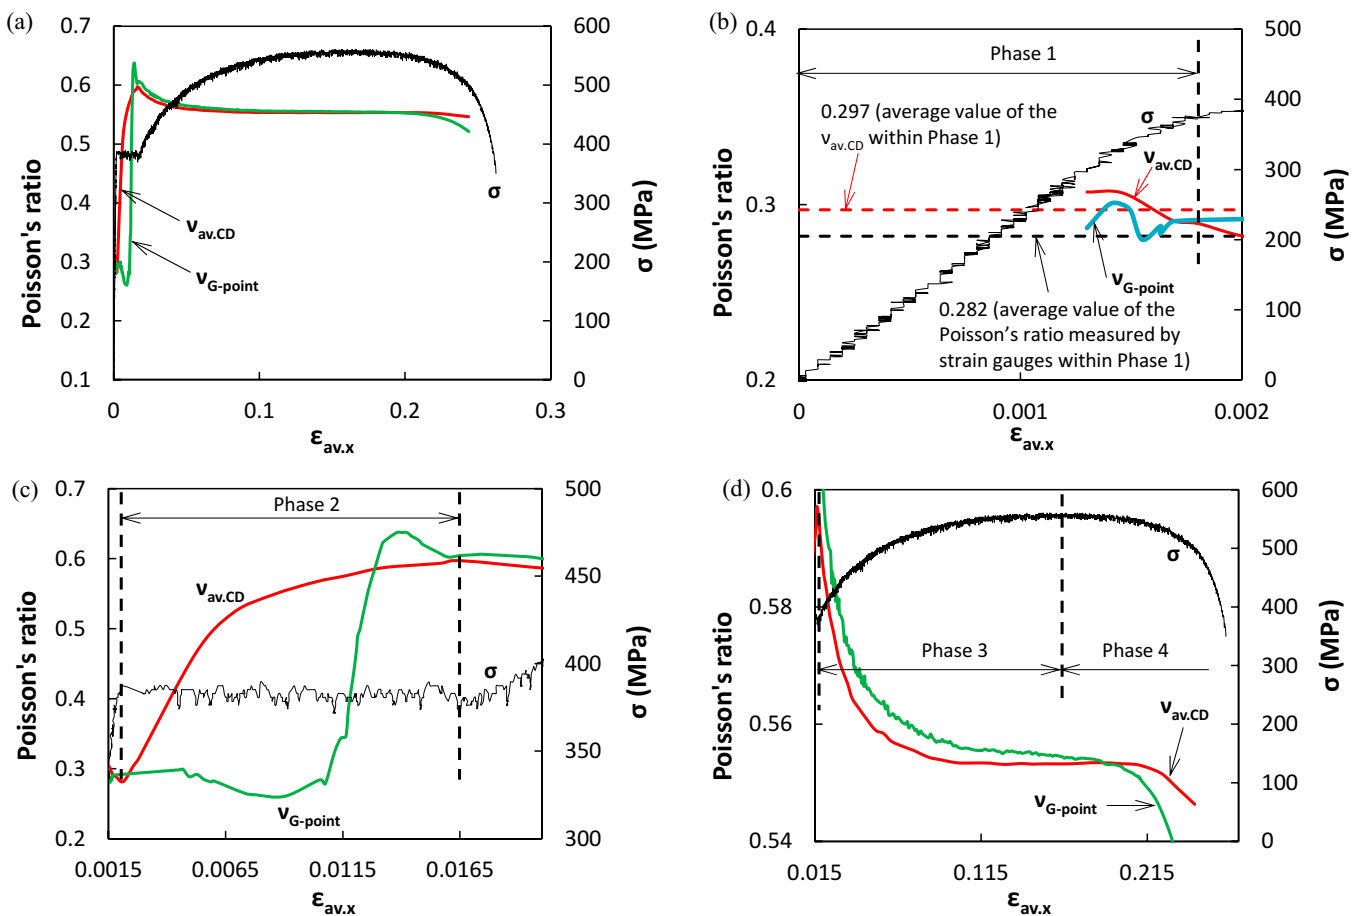 (a)
0.7
0.6
0.5
0.4
0.3
0.2
0.1
Poisson's ratio
600
500
400
300
200
100
0
σ (MPa)
σ
νav.CD
νG-point
0
0.1
0.2
0.3
εav.x
(b)
0.4
0.3
0.2
Poisson's ratio
500
400
300
200
100
0
σ (MPa)
Phase 1
0.297 (average value of the
νav.CD within Phase 1)
σ
νav.CD
νG-point
0.282 (average value of the
Poisson's ratio measured by
strain gauges within Phase 1)
0
0.001
0.002
εav.x
(c)
0.7
0.6
0.5
0.4
0.3
0.2
Poisson's ratio
500
450
400
350
300
σ (MPa)
Phase 2
νav.CD
σ
νG-point
0.0015
0.0065
0.0115
0.0165
εav.x
(d)
0.6
0.58
0.56
0.54
Poisson's ratio
600
500
400
300
200
100
0
σ (MPa)
σ
Phase 3
Phase 4
νav.CD
νG-point
0.015
0.115
0.215
εav.x